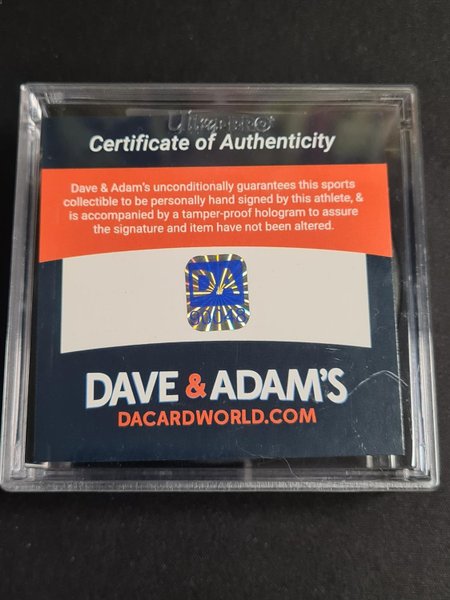 Ultra·PRO®
Certificate of Authenticity
Dave & Adam's unconditionally guarantees this sports
collectible to be personally hand signed by this athlete, &
is accompanied by a tamper-proof hologram to assure
the signature and item have not been altered.
DA
DAVE & ADAM'S
DACARDWORLD.COM